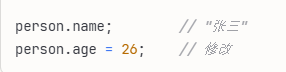 person.name;        // "张三"
person.age = 26;    // 修改